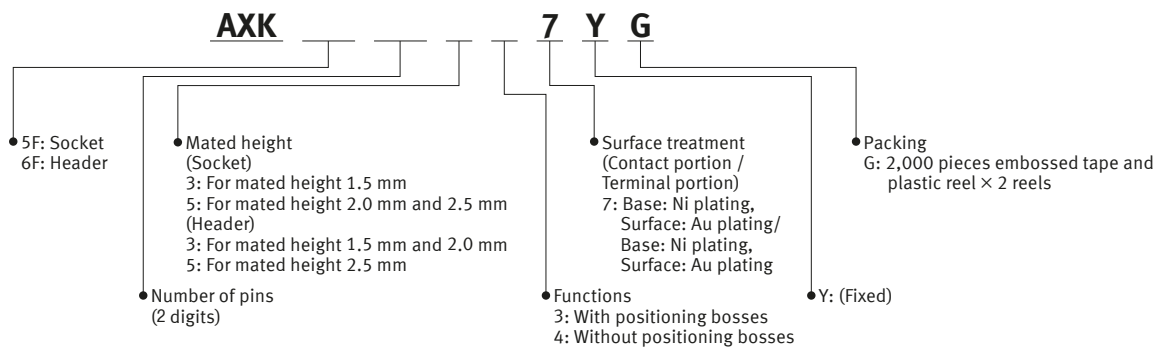 AXK 7 Y G
5F: Socket
6F: Header
Mated height
(Socket)
3: For mated height 1.5 mm
5: For mated height 2.0 mm and 2.5 mm
(Header)
3: For mated height 1.5 mm and 2.0 mm
5: For mated height 2.5 mm
Surface treatment
(Contact portion /
Terminal portion)
7: Base: Ni plating,
Surface: Au plating/
Base: Ni plating,
Surface: Au plating
Packing
G: 2,000 pieces embossed tape and
plastic reel × 2 reels
Number of pins
(2 digits)
Functions
3: With positioning bosses
4: Without positioning bosses
Y: (Fixed)